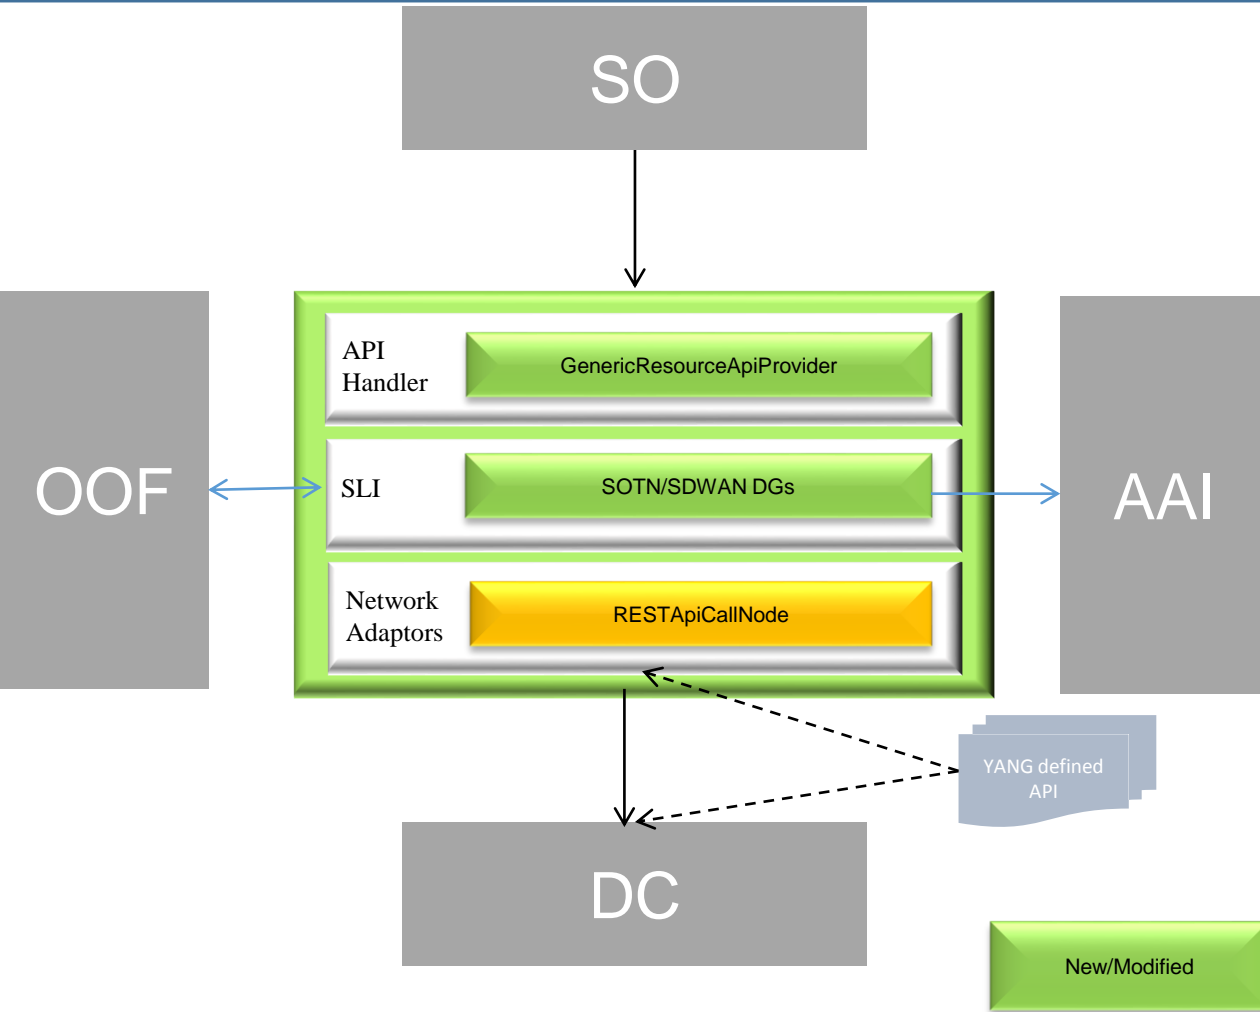 SO
API
Handler
GenericResourceApiProvider
OOF
SLI
SOTN/SDWAN DGs
AAI
Network
Adaptors
RESTApiCallNode
YANG defined
API
DC
New/Modified